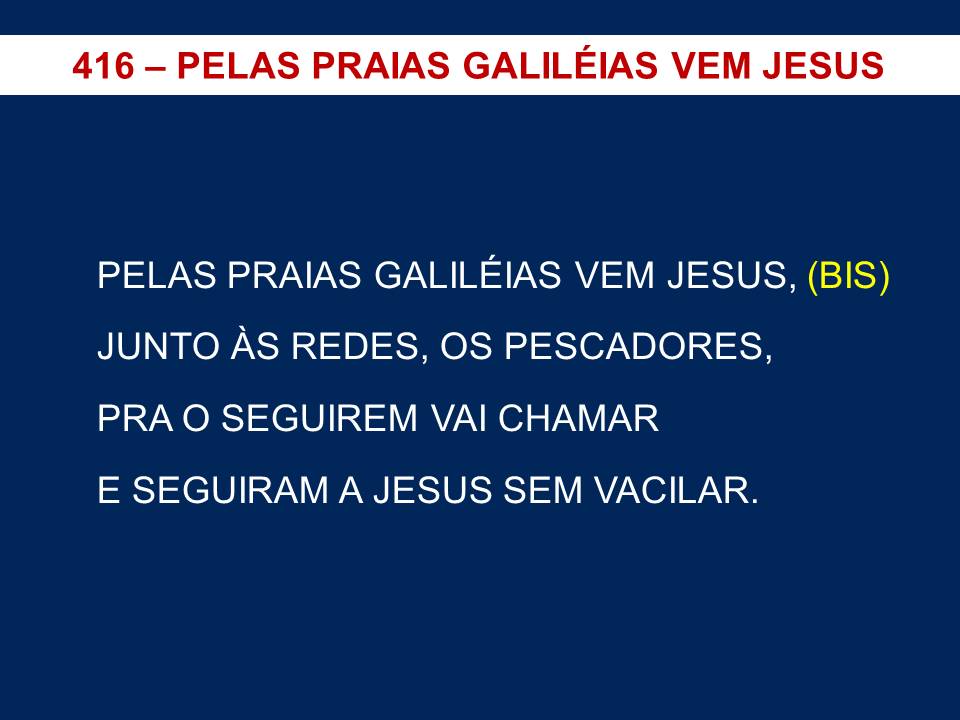 416 – PELAS PRAIAS GALILÉIAS VEM JESUS
PELAS PRAIAS GALILÉIAS VEM JESUS, (BIS)
JUNTO ÀS REDES, OS PESCADORES,
PRA O SEGUIREM VAI CHAMAR
E SEGUIRAM A JESUS SEM VACILAR.